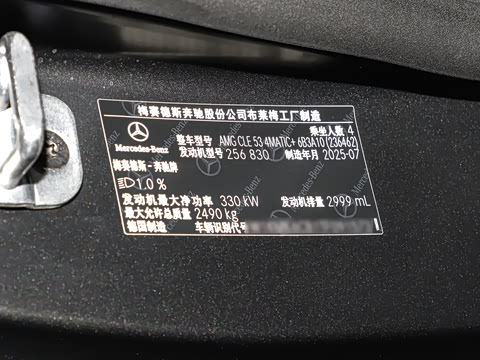 梅赛德斯奔驰股份公司布莱梅工厂制造
乘坐人数 4
Mercedes-Benz
整车型号 AMG CLE 53 4MATIC+ 6B3A10 (236462)
发动机型号 256 830 制造年月 2025-07
梅赛德斯-奔驰牌
1.0 %
发动机最大净功率 330 kW 发动机排量 2999 mL
最大允许总质量 2490 kg
德国制造 车辆识别代号